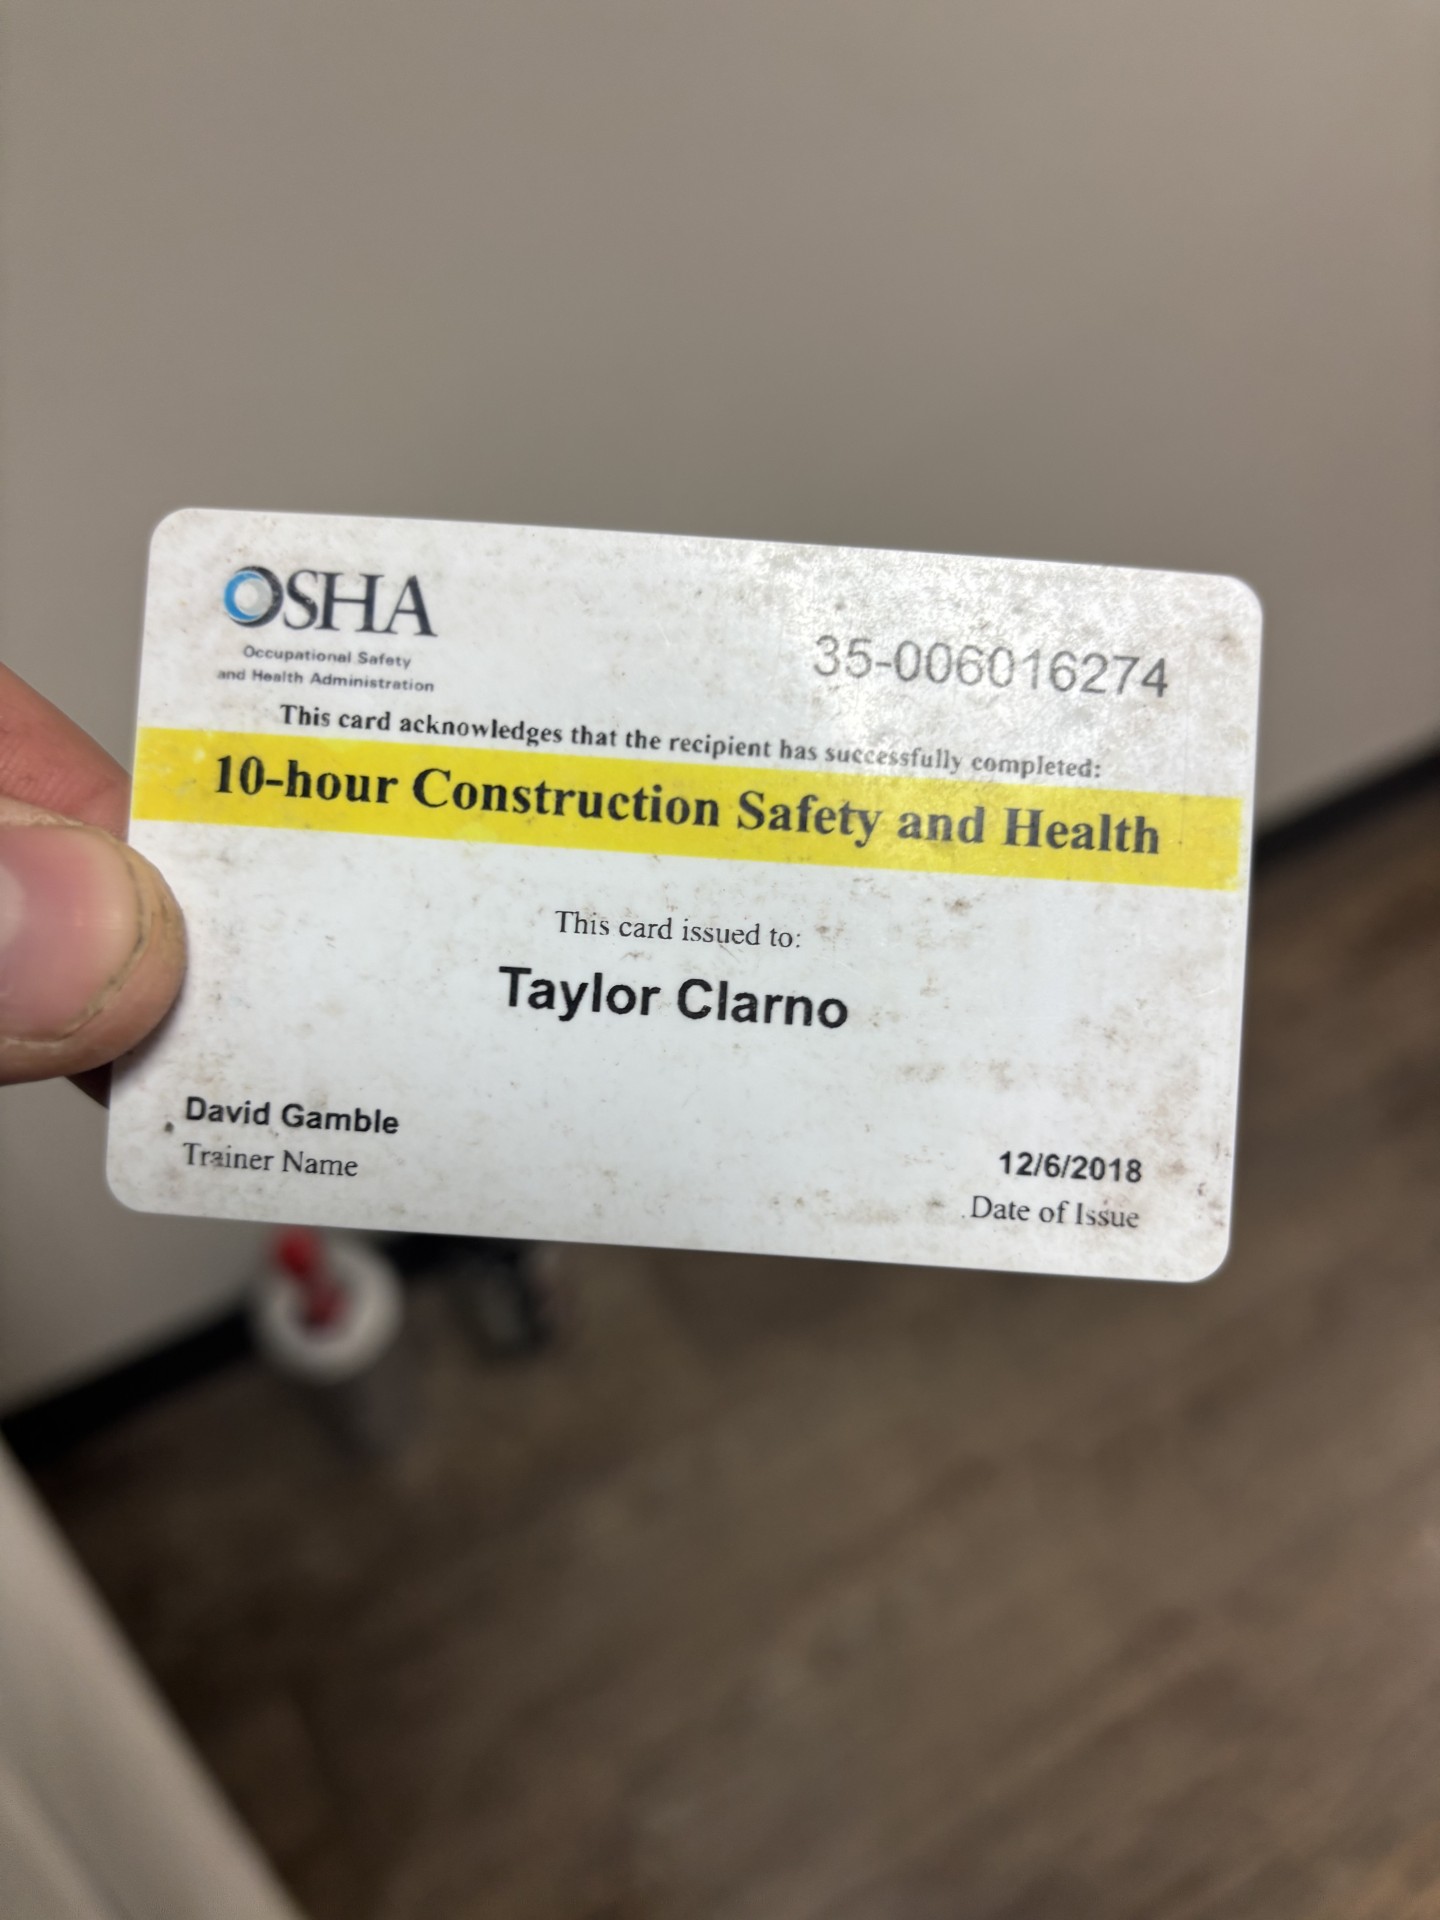 OSHA
Occupational Safety
and Health Administration
35-006016274
This card acknowledges that the recipient has successfully completed:
10-hour Construction Safety and Health
This card issued to:
Taylor Clarno
David Gamble
Trainer Name
12/6/2018
Date of Issue